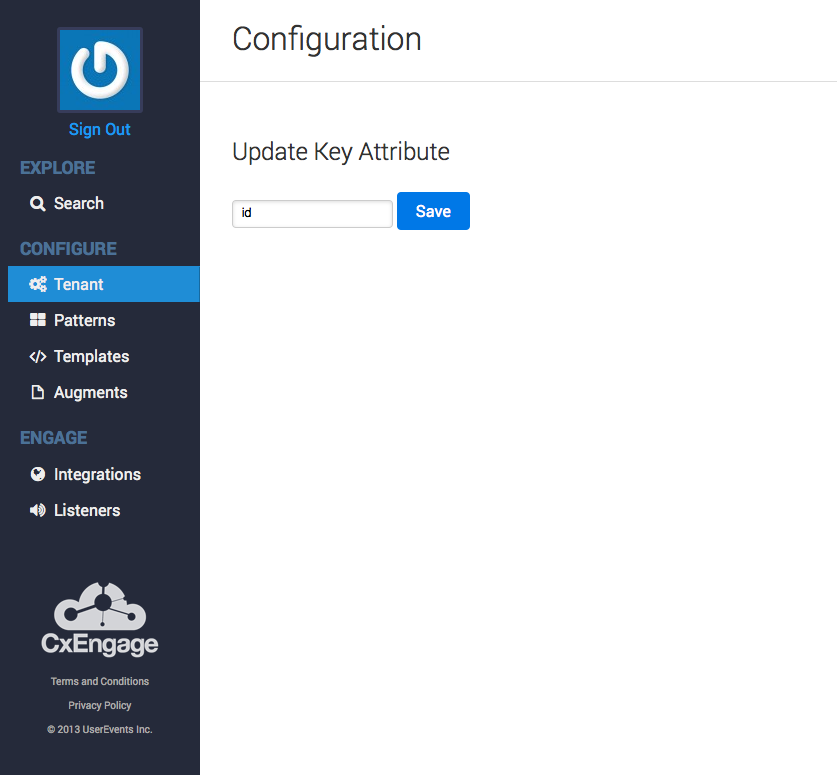 Sign Out
EXPLORE
Search
CONFIGURE
Tenant
Patterns
Templates
Augments
ENGAGE
Integrations
Listeners
CxEngage
Terms and Conditions
Privacy Policy
© 2013 UserEvents Inc.
Configuration
Update Key Attribute
id
Save